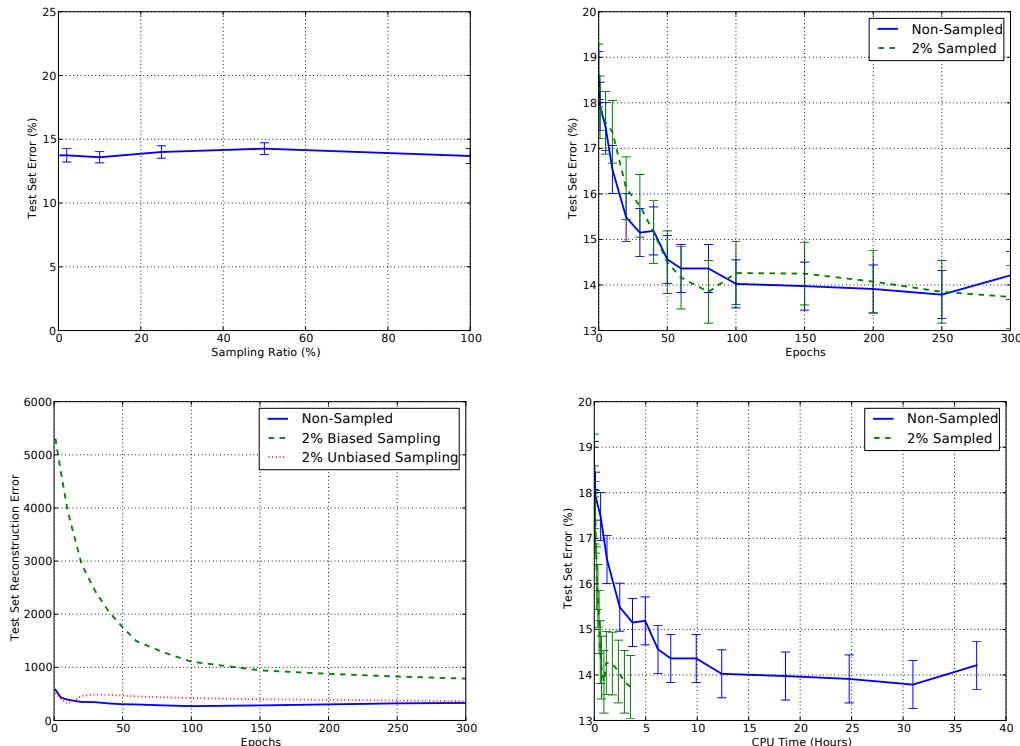 25
20
15
10
5
0
Test Set Error (%)
0 20 40 60 80 100
Sampling Ratio (%)
20
19
18
17
16
15
14
13
Test Set Error (%)
Non-Sampled
2% Sampled
0 50 100 150 200 250 300
Epochs
6000
5000
4000
3000
2000
1000
0
Test Set Reconstruction Error
Non-Sampled
2% Biased Sampling
2% Unbiased Sampling
0 50 100 150 200 250 300
Epochs
20
19
18
17
16
15
14
13
Test Set Error (%)
Non-Sampled
2% Sampled
0 5 10 15 20 25 30 35 40
CPU Time (Hours)